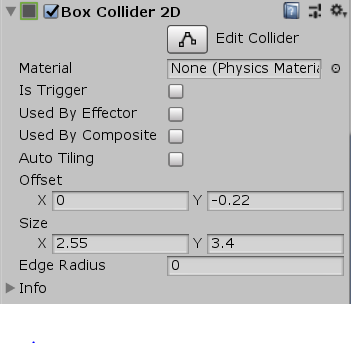 Box Collider 2D
Edit Collider
Material None (Physics Materia
Is Trigger
Used By Effector
Used By Composite
Auto Tiling
Offset
X 0 Y -0.22
Size
X 2.55 Y 3.4
Edge Radius 0
Info